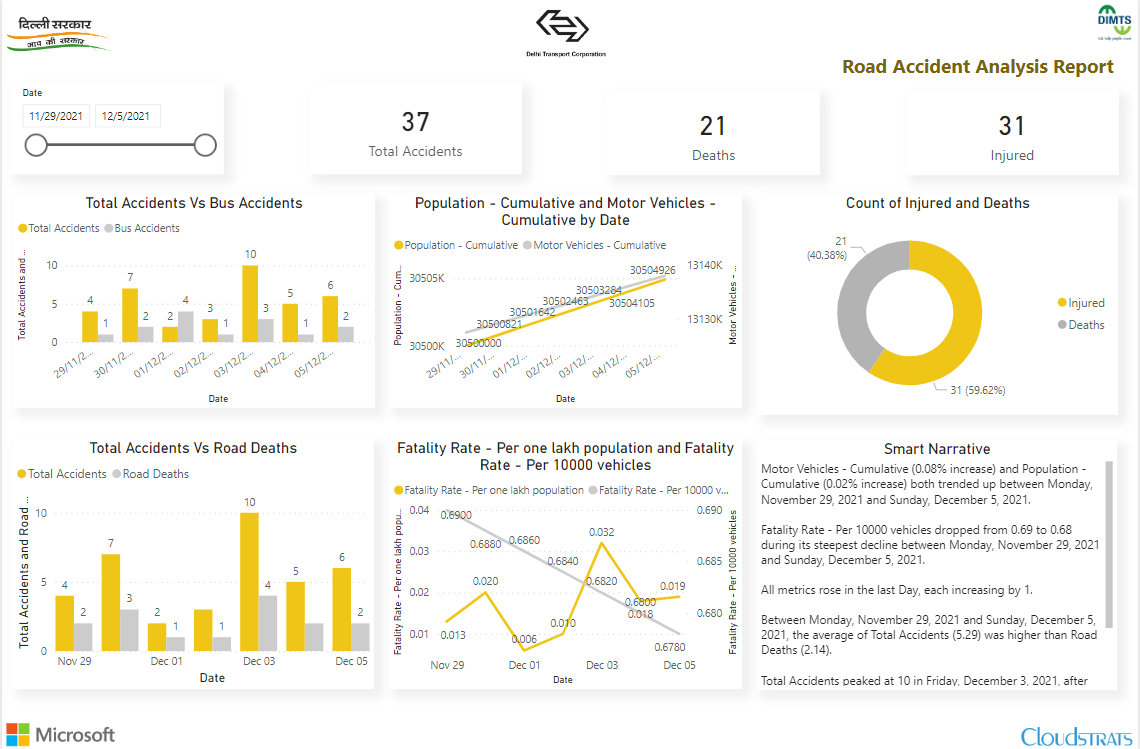 दिल्ली सरकार
आप की सरकार
Delhi Transport Corporation
DIMTS
Road Accident Analysis Report
Date
11/29/2021 12/5/2021
37
Total Accidents
21
Deaths
31
Injured
Total Accidents Vs Bus Accidents
Total Accidents Bus Accidents
Total Accidents and ...
10
5
0
4 1 7 2 2 4 3 1 10 3 5 1 6 2
29/11/2... 30/11/2... 01/12/2... 02/12/2... 03/12/2... 04/12/2... 05/12/2...
Date
Population - Cumulative and Motor Vehicles -
Cumulative by Date
Population - Cumulative Motor Vehicles - Cumulative
Population - Cum...
30505K
30500K
30500000
30500821
30501642
30502463
30503284
30504105
30504926
13140K
13130K
Motor Vehicles - ...
29/11/... 30/11/... 01/12/... 02/12/... 03/12/... 04/12/... 05/12/...
Date
Count of Injured and Deaths
21
(40.38%)
31 (59.62%)
Injured
Deaths
Total Accidents Vs Road Deaths
Total Accidents Road Deaths
Total Accidents and Road ...
10
5
0
4 2 7 3 2 1 1 10 4 5 6 2
Nov 29 Dec 01 Dec 03 Dec 05
Date
Fatality Rate - Per one lakh population and Fatality
Rate - Per 10000 vehicles
Fatality Rate - Per one lakh population Fatality Rate - Per 10000 v...
Fatality Rate - Per one lakh popu...
0.04
0.03
0.02
0.01
0.6900
0.6880
0.6860
0.6840
0.6820
0.6800
0.6780
0.013
0.020
0.006
0.010
0.032
0.018
0.019
0.690
0.685
0.680
Fatality Rate - Per 10000 vehicles
Nov 29 Dec 01 Dec 03 Dec 05
Date
Smart Narrative
Motor Vehicles - Cumulative (0.08% increase) and Population -
Cumulative (0.02% increase) both trended up between Monday,
November 29, 2021 and Sunday, December 5, 2021.
Fatality Rate - Per 10000 vehicles dropped from 0.69 to 0.68
during its steepest decline between Monday, November 29, 2021
and Sunday, December 5, 2021.
All metrics rose in the last Day, each increasing by 1.
Between Monday, November 29, 2021 and Sunday, December 5,
2021, the average of Total Accidents (5.29) was higher than Road
Deaths (2.14).
Total Accidents peaked at 10 in Friday, December 3, 2021, after
Microsoft
CLOUDSTRATS